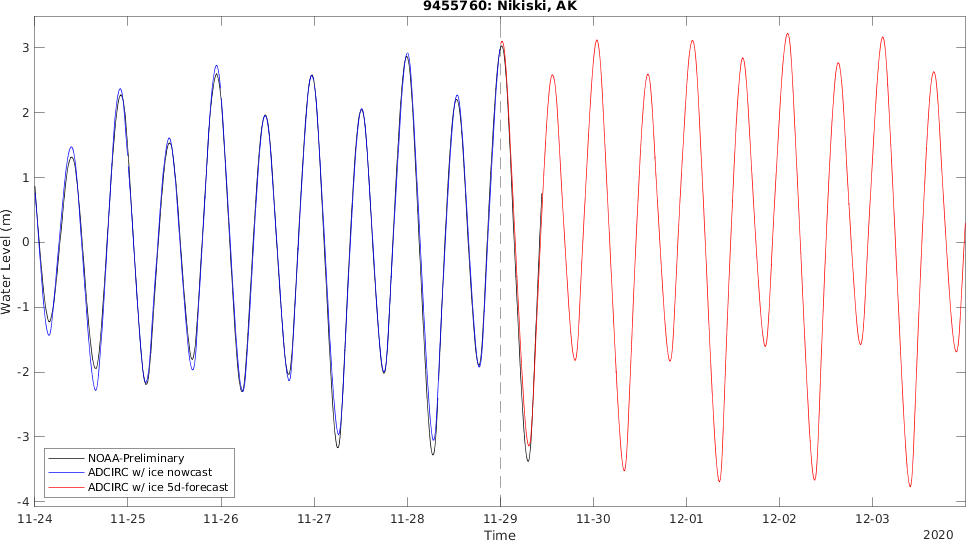 9455760: Nikiski, AK
Water Level (m)
3
2
1
0
-1
-2
-3
-4
NOAA-Preliminary
ADCIRC w/ ice nowcast
ADCIRC w/ ice 5d-forecast
11-24 11-25 11-26 11-27 11-28 11-29 11-30 12-01 12-02 12-03
Time
2020